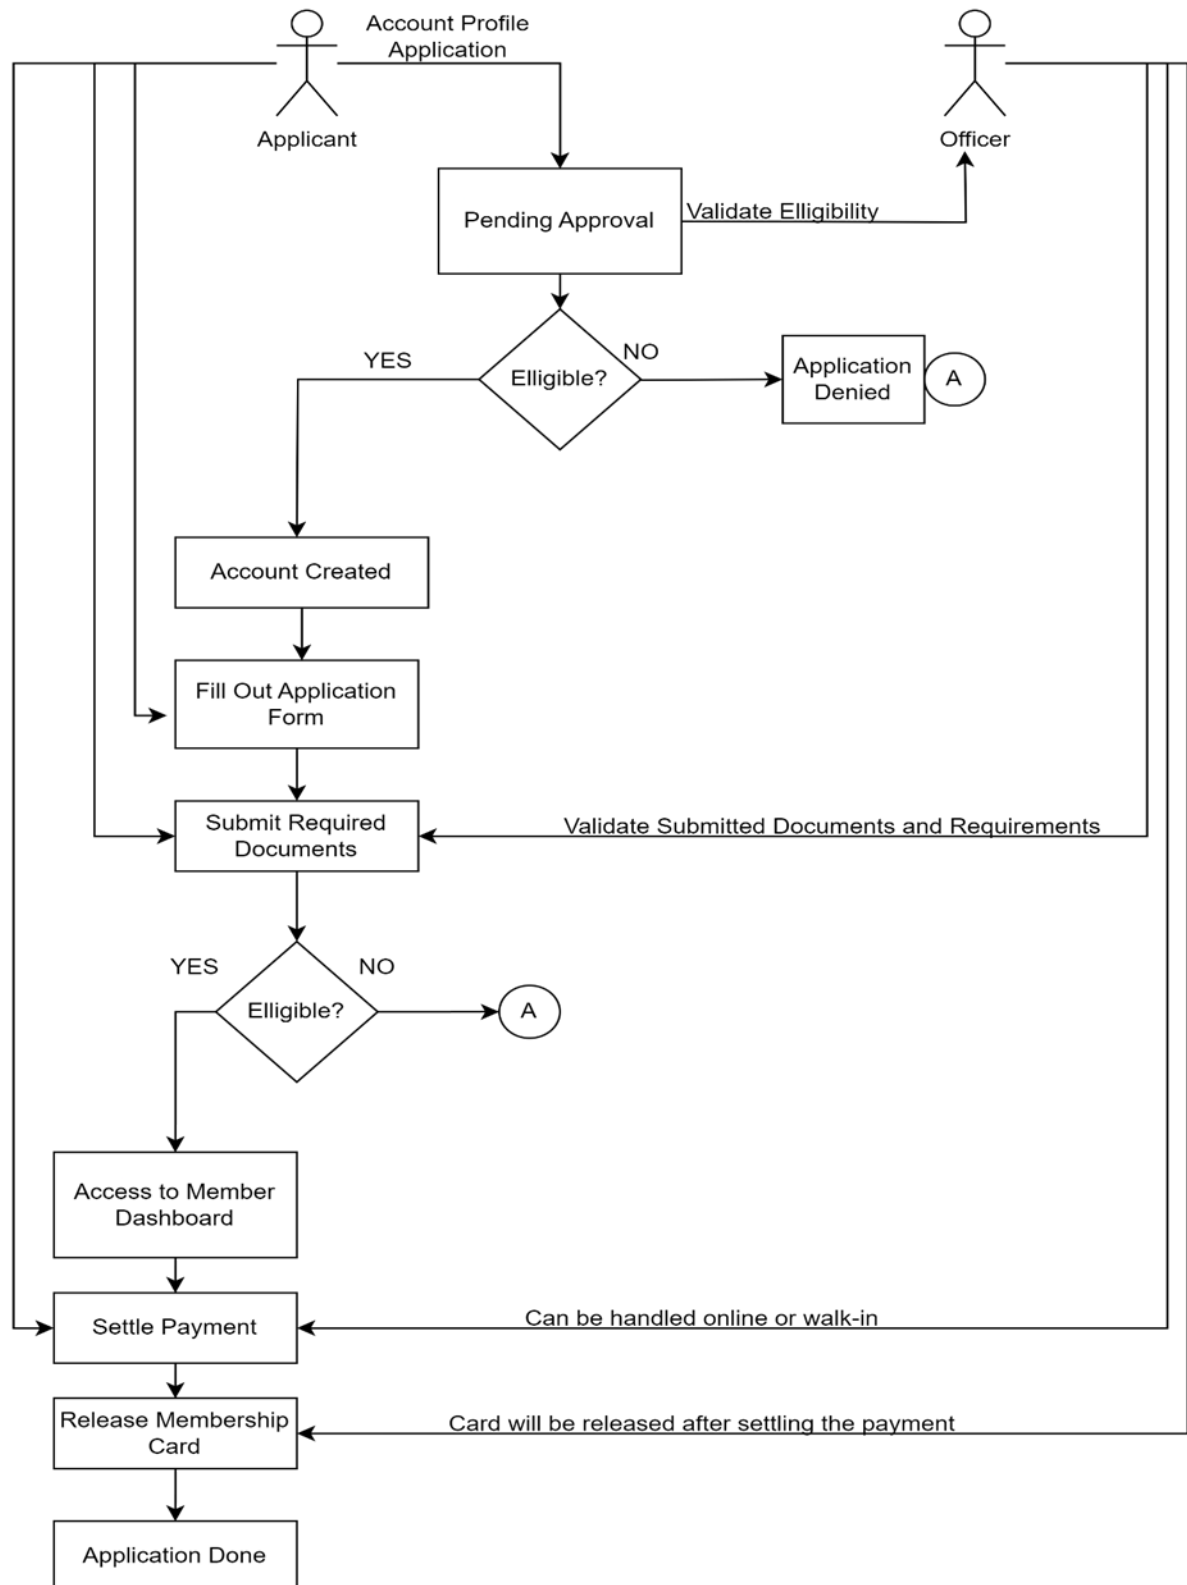 Account Profile
Application
Applicant
Officer
Pending Approval
Validate Elligibility
YES
Elligible?
NO
Application
Denied
A
Account Created
Fill Out Application
Form
Submit Required
Documents
Validate Submitted Documents and Requirements
YES
Elligible?
NO
A
Access to Member
Dashboard
Settle Payment
Can be handled online or walk-in
Release Membership
Card
Card will be released after settling the payment
Application Done